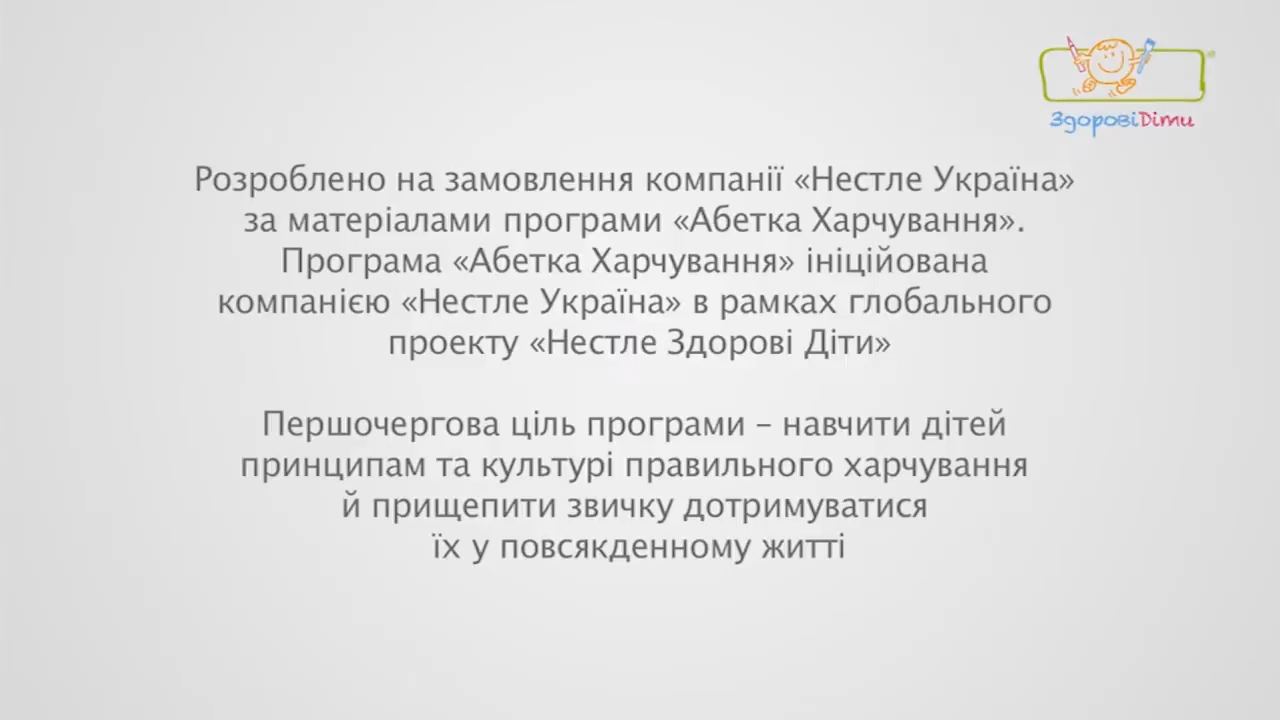 ЗдоровіDіти
Розроблено на замовлення компанії «Нестле Україна»
за матеріалами програми «Абетка Харчування».
Програма «Абетка Харчування» ініційована
компанією «Нестле Україна» в рамках глобального
проекту «Нестле Здорові Діти»
Першочергова ціль програми – навчити дітей
принципам та культурі правильного харчування
й прищепити звичку дотримуватися
їх у повсякденному житті